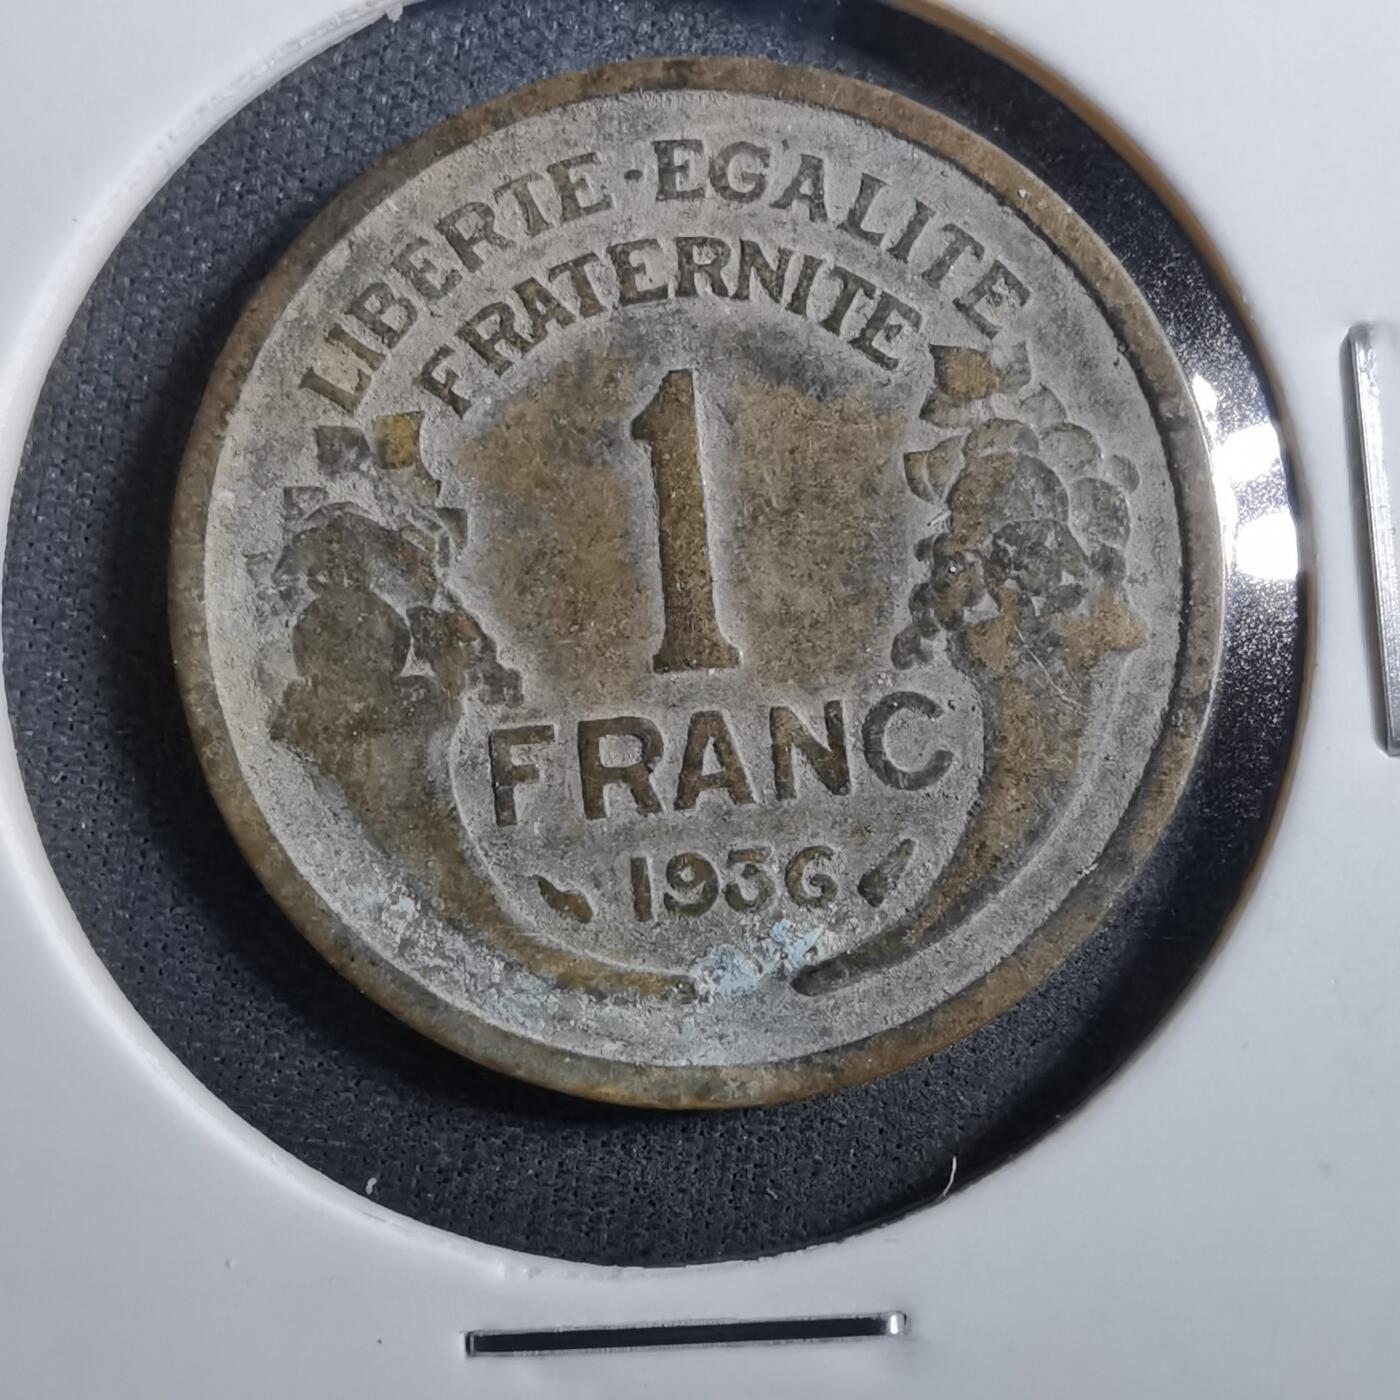 LIBERTE·EGALITE
FRATERNITE
1
FRANC
1936